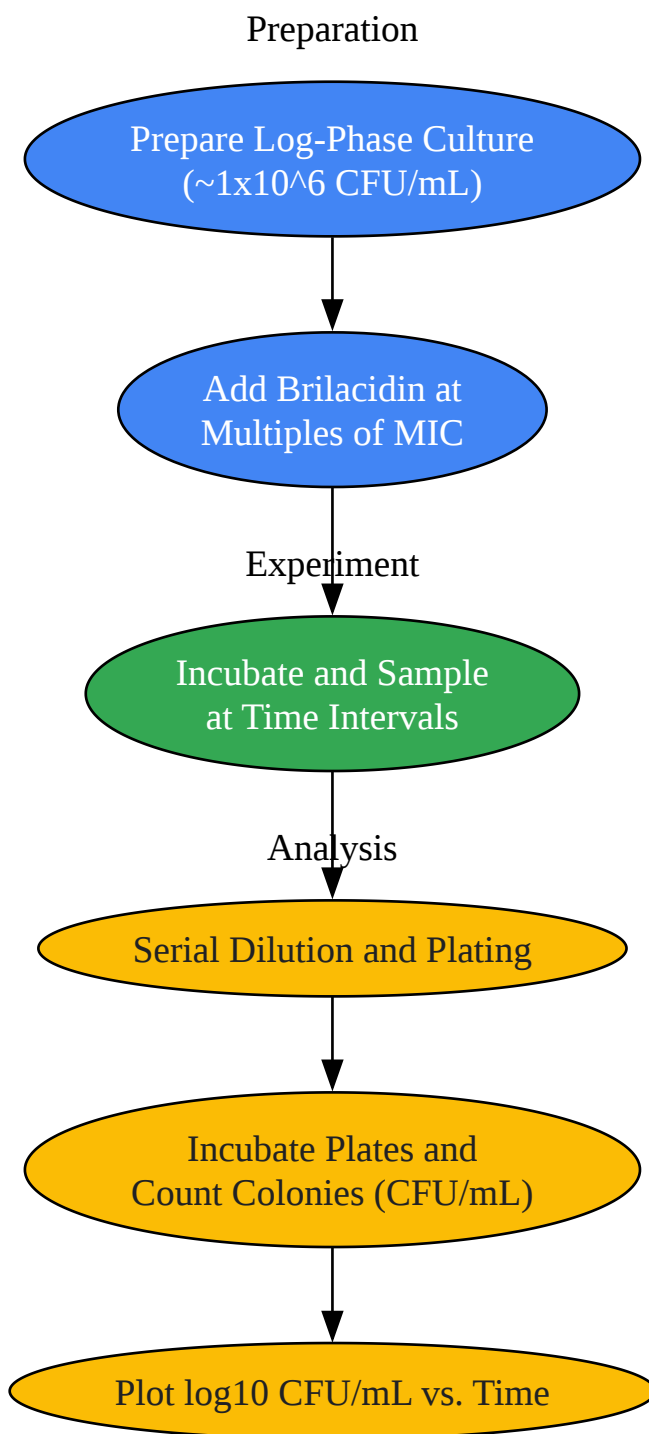 Preparation
Prepare Log-Phase Culture
(~1x10^6 CFU/mL)
Add Brilacidin at
Multiples of MIC
Experiment
Incubate and Sample
at Time Intervals
Analysis
Serial Dilution and Plating
Incubate Plates and
Count Colonies (CFU/mL)
Plot log10 CFU/mL vs. Time